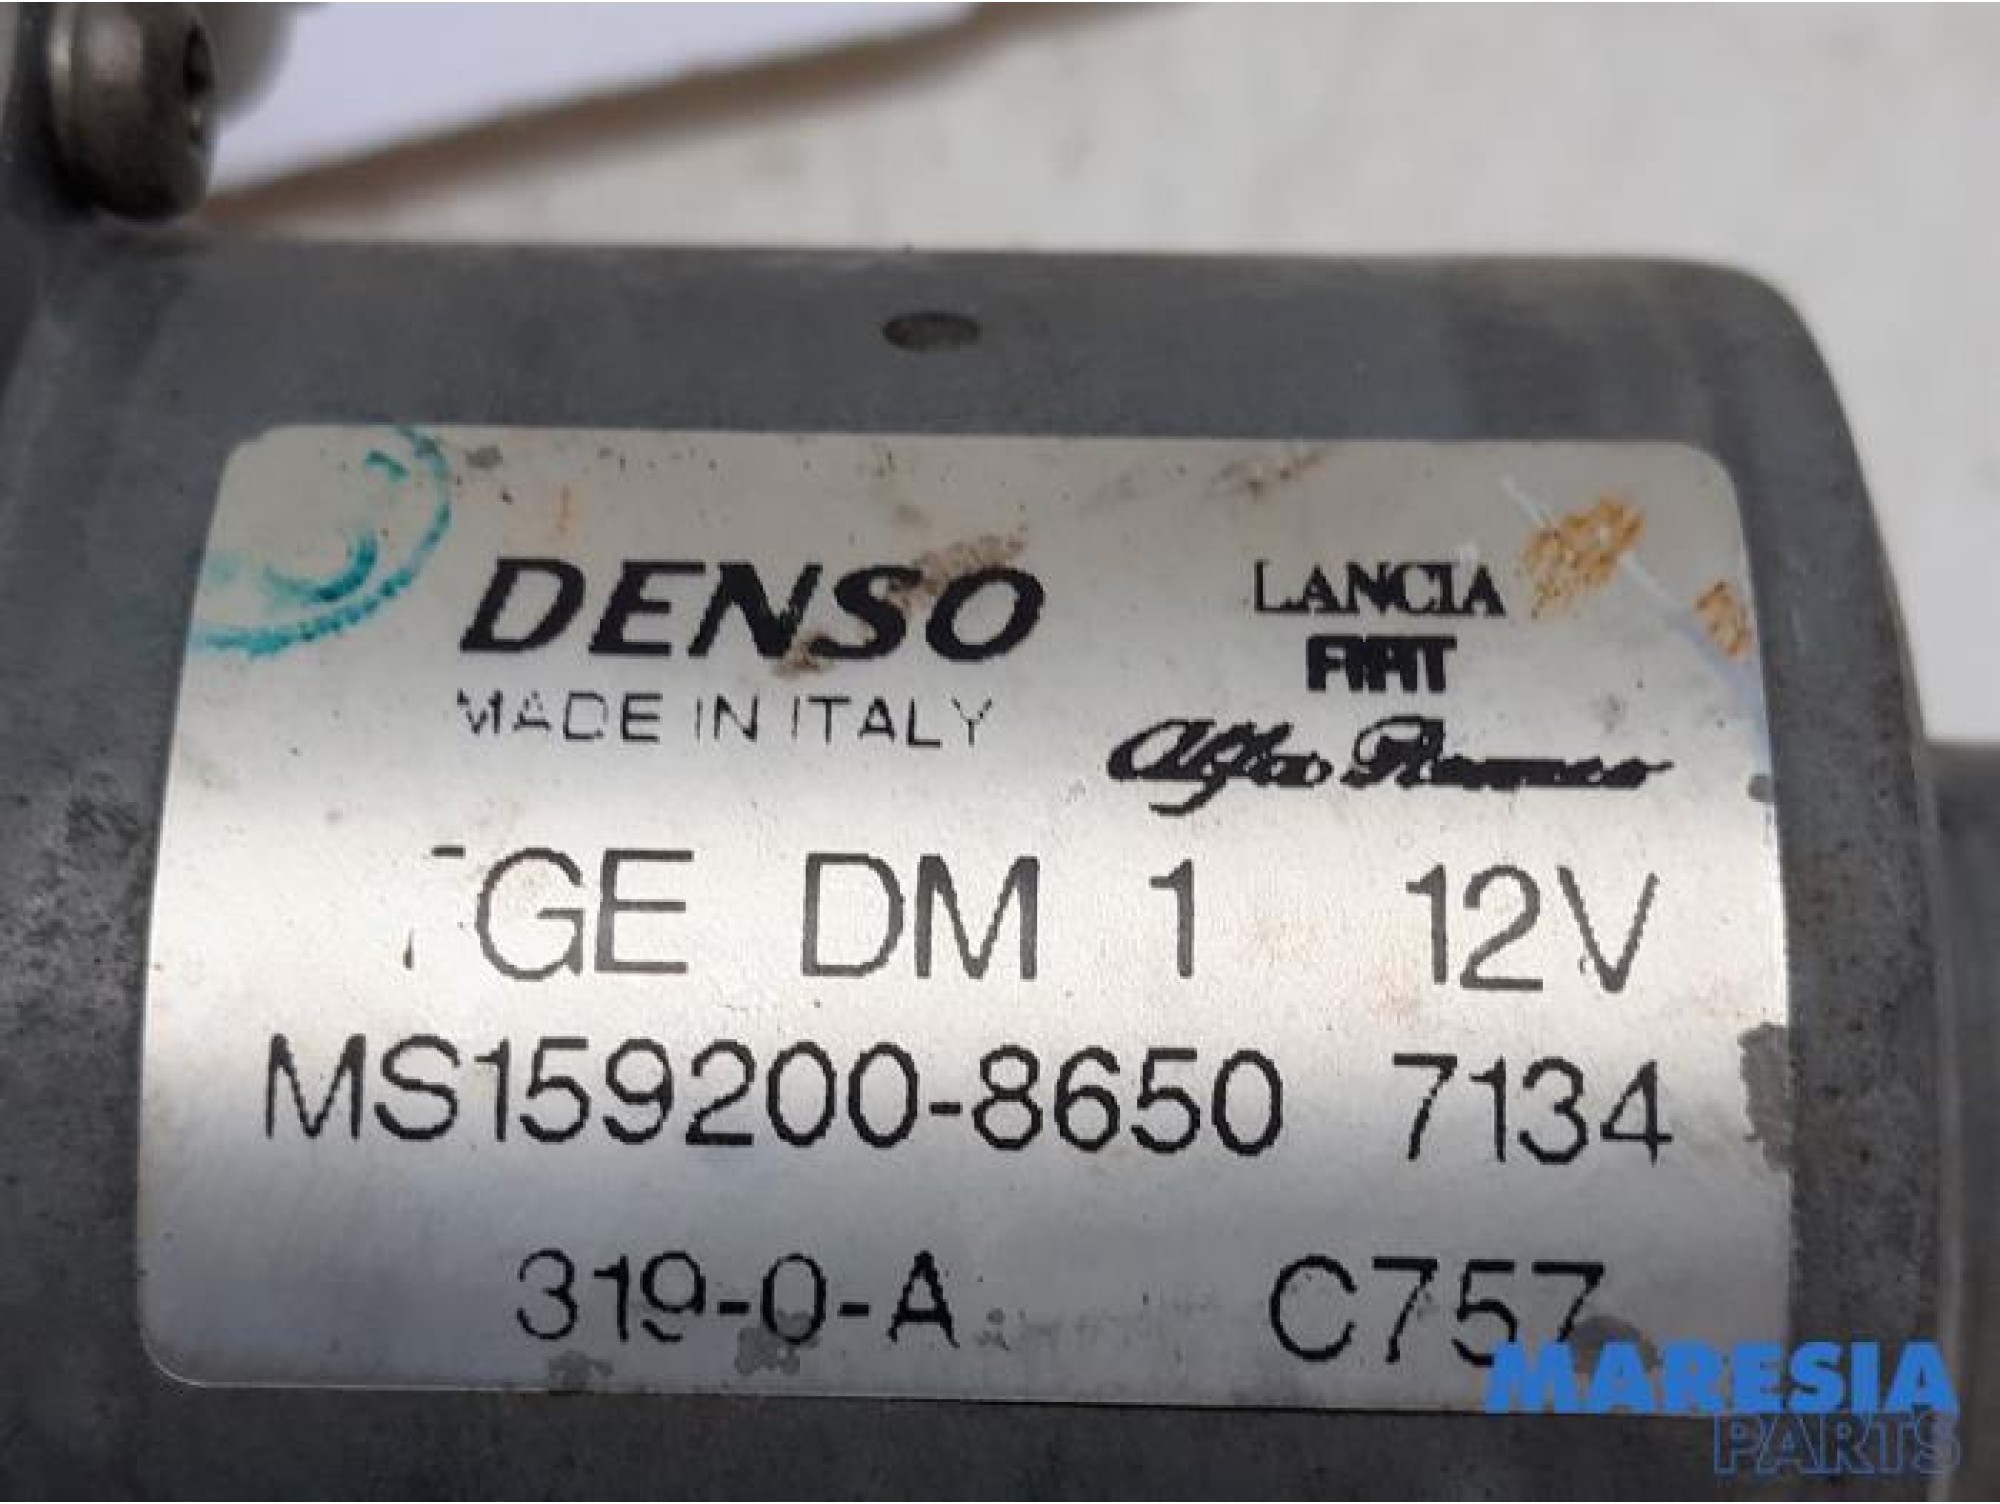 DENSO
MADE IN ITALY
LANCIA
FIAT
Alfa Romeo
TGE DM 1 12V
MS159200-8650 7134
319-0-A C757
MARESIA
PARTS